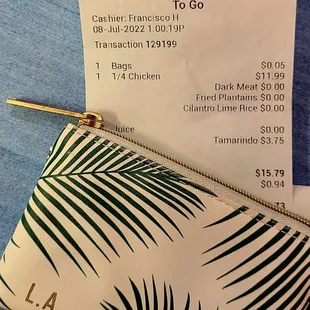 To Go
Cashier: Francisco H
08-Jul-2022 1:00:19P
Transaction 129199
1 Bags $0.05
1 1/4 Chicken $11.99
Dark Meat $0.00
Fried Plantains $0.00
Cilantro Lime Rice $0.00
Juice $0.00
Tamarindo $3.75
$15.79
$0.94
73
L.A